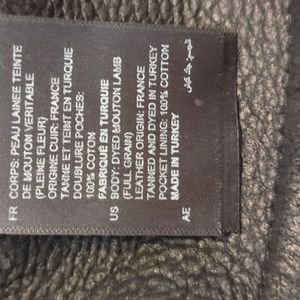 FR CORPS: PEAU LAINEE TEINTE
DE MOUTON VERITABLE
(PLEINE FLEUR)
ORIGINE CUIR: FRANCE
TANNE ET TEINT EN TURQUIE
DOUBLURE POCHES:
100% COTON
FABRIQUÉ EN TURQUIE
US BODY: DYED MOUTON LAMB
(FULL GRAIN)
LEATHER ORIGIIN: FRANCE
TANNED AND DYED IN TURKEY
POCKET LINING: 100% COTTON
MADE IN TURKEY
AE